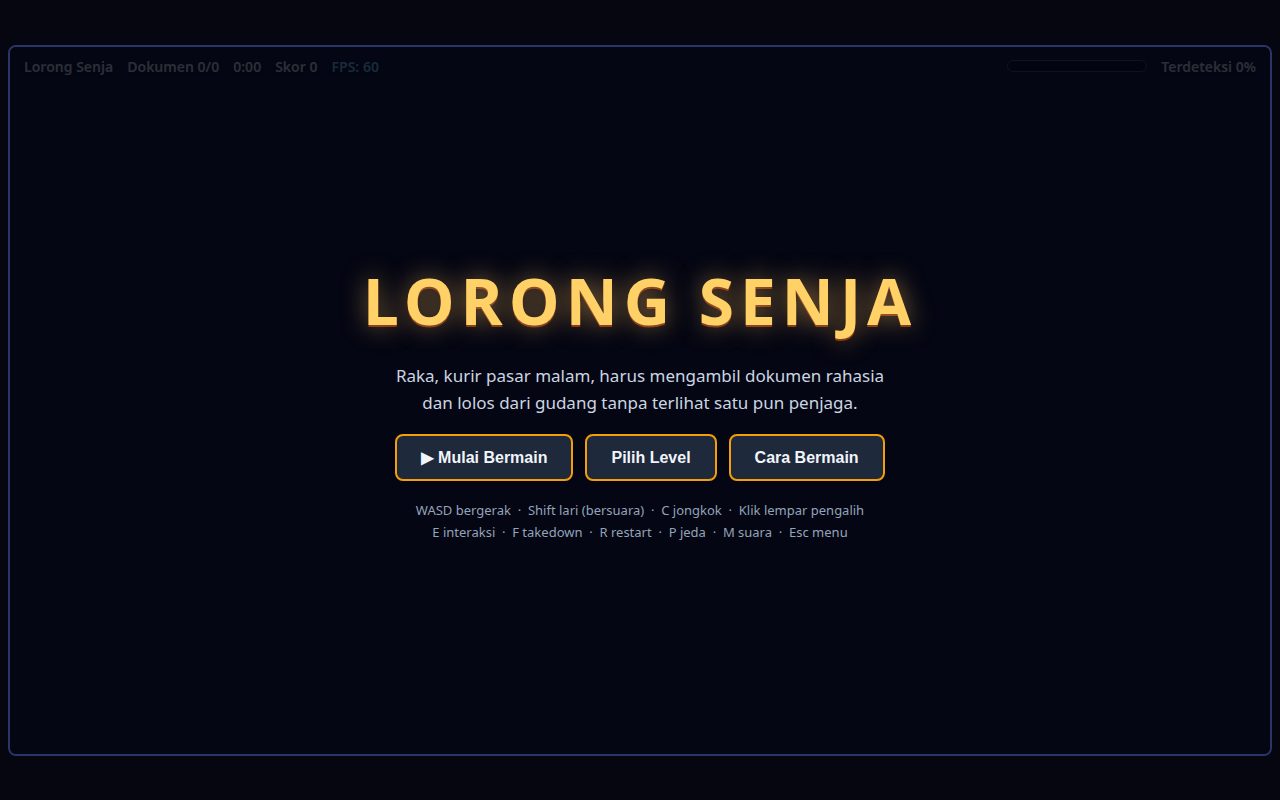 Lorong Senja Dokumen 0/0 0:00 Skor 0 FPS: 60 Terdeteksi 0%
LORONG SENJA
Raka, kurir pasar malam, harus mengambil dokumen rahasia
dan lolos dari gudang tanpa terlihat satu pun penjaga.
▶ Mulai Bermain Pilih Level Cara Bermain
WASD bergerak · Shift lari (bersuara) · C jongkok · Klik lempar pengalih
E interaksi · F takedown · R restart · P jeda · M suara · Esc menu